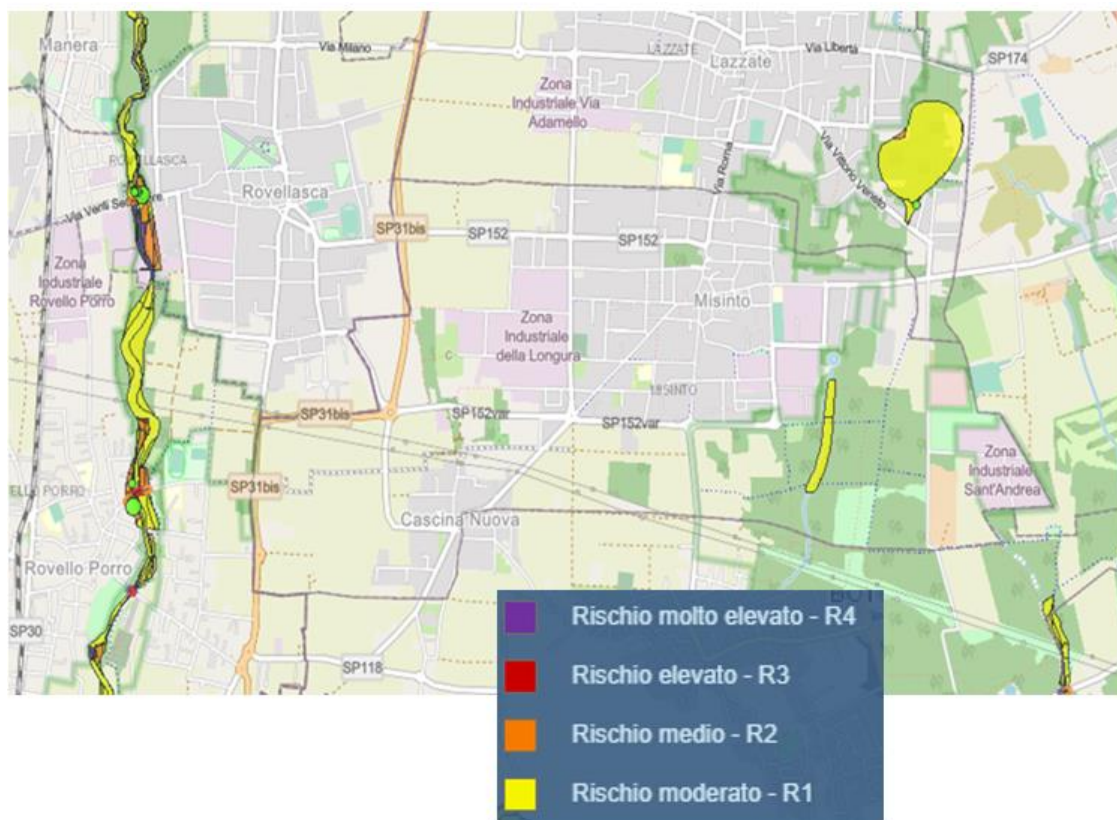 Manera
Via Milano
LAZZATE
Lazzate
Via Libertà
SP174
Zona
Industriale Via
Adamello
ROVELLASCA
Rovellasca
Via Roma
Via Vittorio Veneto
SP31bis
SP152
SP152
Zona
Industriale
Rovello Porro
Misinto
Zona
Industriale
della Longura
MISINTO
SP31bis
SP152var
SP152var
Zona
Industriale
Sant'Andrea
SP31bis
Cascina Nuova
Rovello Porro
SP30
SP118
Rischio molto elevato - R4
Rischio elevato - R3
Rischio medio - R2
Rischio moderato - R1